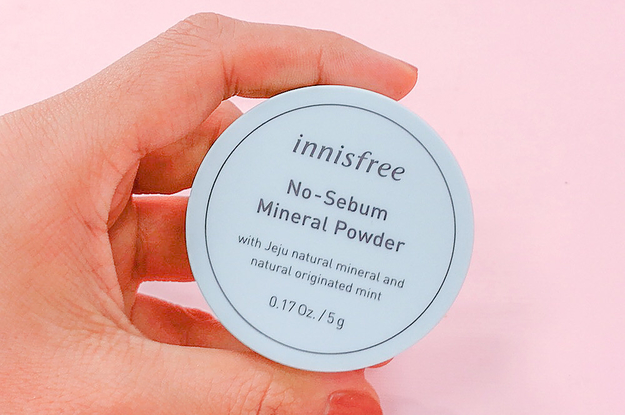 innisfree
No-Sebum
Mineral Powder
with Jeju natural mineral and
natural originated mint
0.17 Oz. / 5 g